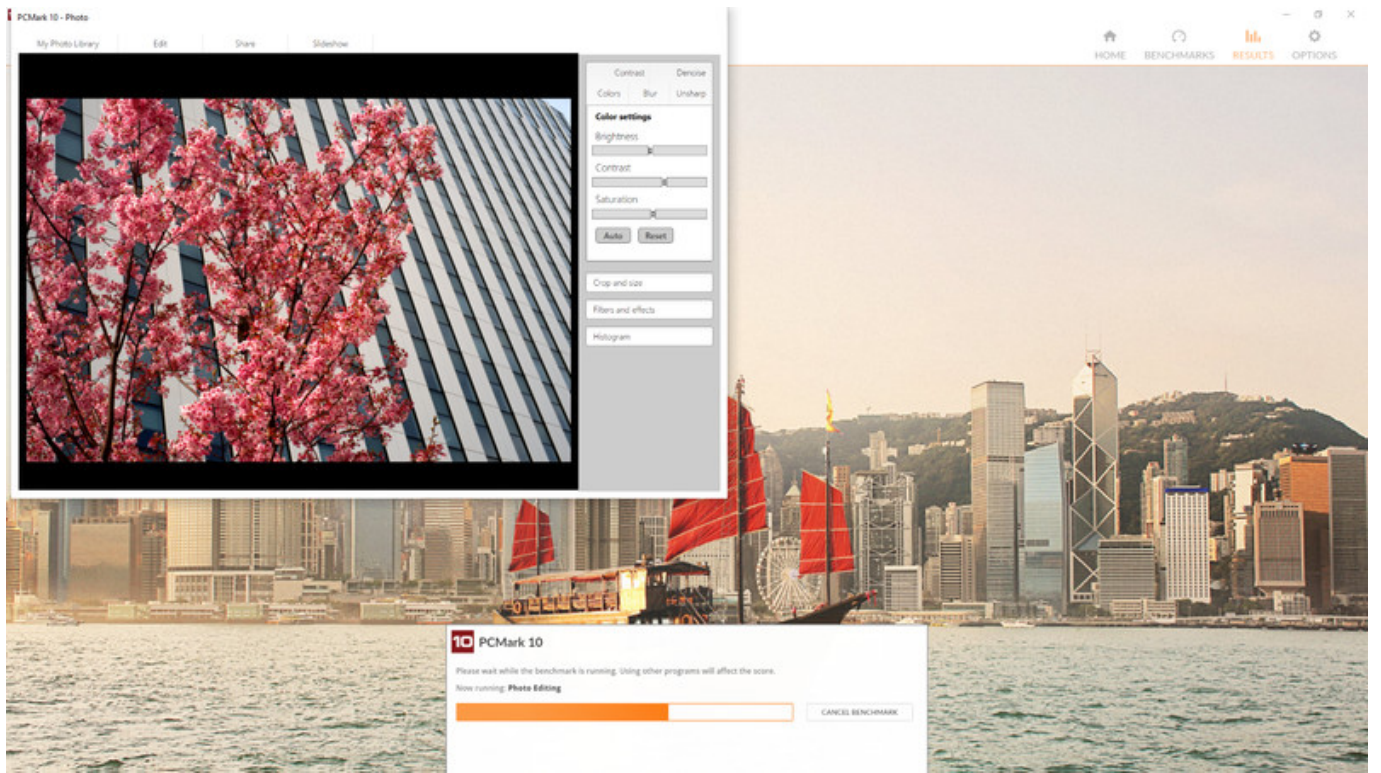 PCMark 10 - Photo
My Photo Library Edit Share Slideshow
HOME BENCHMARKS RESULTS OPTIONS
Contrast Denoise
Colors Blur Unsharp
Color settings
Brightness
Contrast
Saturation
Auto Reset
Crop and size
Filters and effects
Histogram
10 PCMark 10
Please wait while the benchmark is running. Using other programs will affect the score.
Now running: Photo Editing
CANCEL BENCHMARK